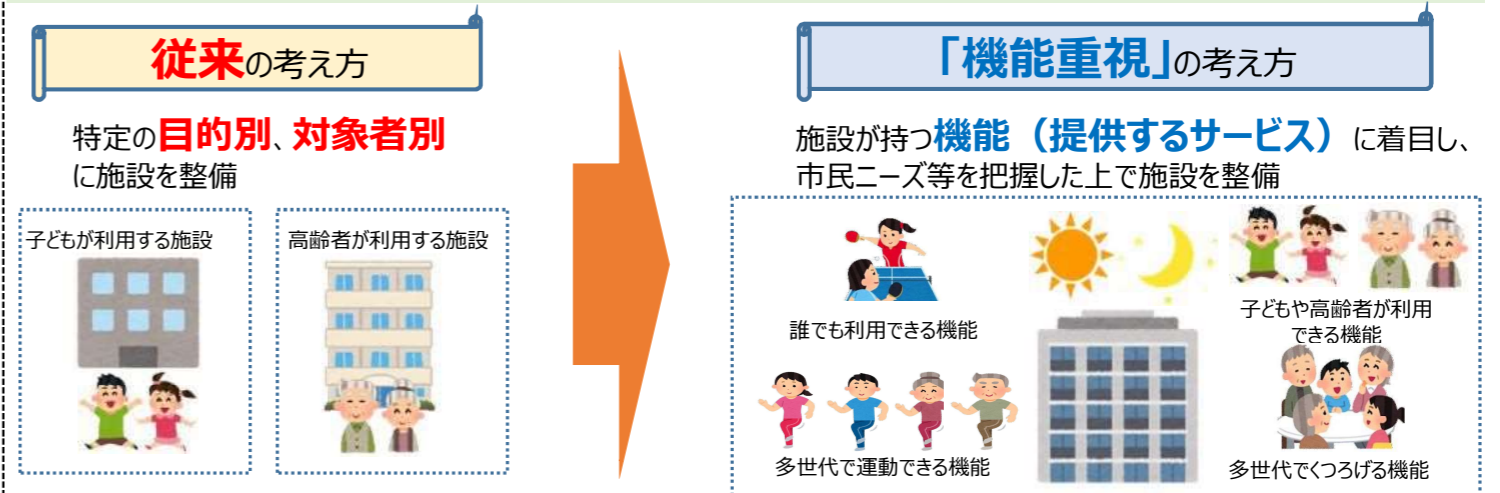 従来の考え方
特定の目的別、対象者別
に施設を整備
子どもが利用する施設
高齢者が利用する施設
「機能重視」の考え方
施設が持つ機能（提供するサービス）に着目し、
市民ニーズ等を把握した上で施設を整備
誰でも利用できる機能
子どもや高齢者が利用
できる機能
多世代で運動できる機能
多世代でくつろげる機能